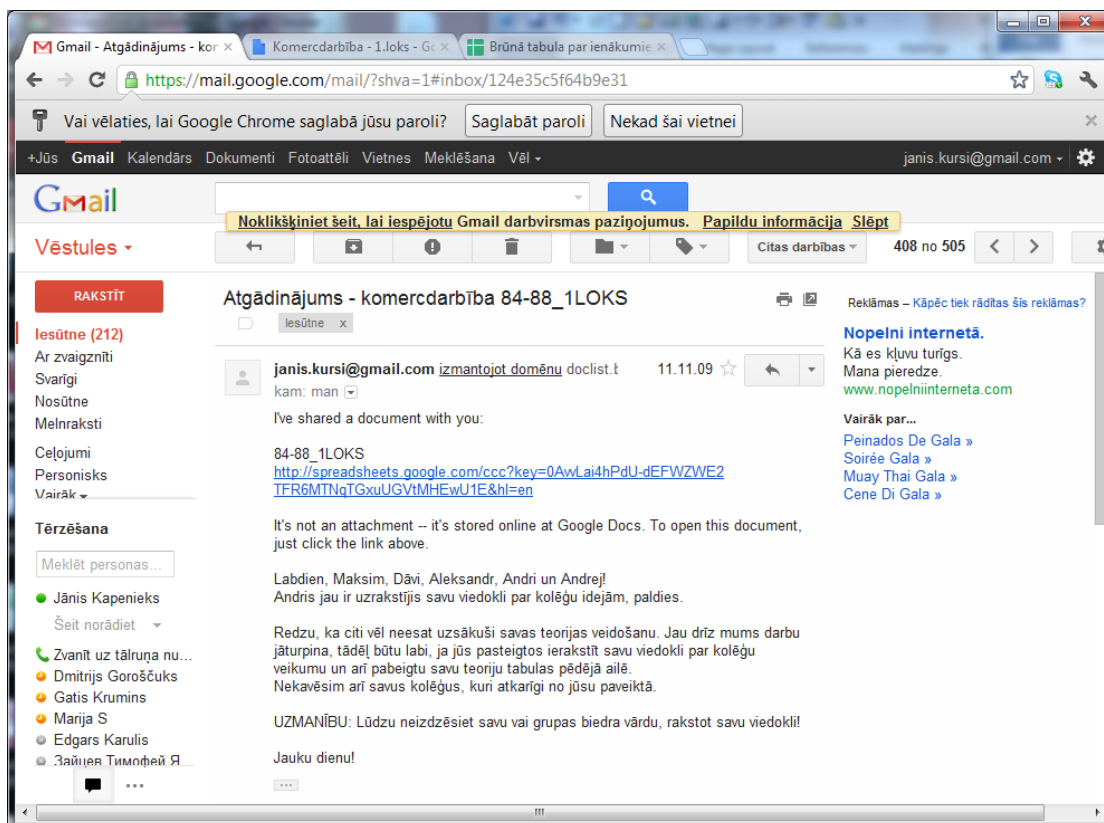 Gmail - Atgādinājums - kor
Komercdarbība - 1.loks - Go
Brūnā tabula par ienākumie
https://mail.google.com/mail/?shva=1#inbox/124e35c5f64b9e31
Vai vēlaties, lai Google Chrome saglabā jūsu paroli? Saglabāt paroli Nekad šai vietnei
+Jūs Gmail Kalendārs Dokumenti Fotoattēli Vietnes Meklēšana Vēl janis.kursi@gmail.com
Gmail
Noklikšķiniet šeit, lai iespējotu Gmail darbvirsmas paziņojumus. Papildu informācija Slēpt
Vēstules
Citas darbības 408 no 505
RAKSTĪT
Iesūtne (212)
Ar zvaigznīti
Svarīgi
Nosūtne
Melnraksti
Ceļojumi
Personisks
Vairāk
Tērzēšana
Meklēt personas...
Jānis Kapenieks
Šeit norādiet
Zvanīt uz tālruņa nu...
Dmitrijs Goroščuks
Gatis Krumins
Marija S
Edgars Karulis
Зайцев Тимофей Я
Atgādinājums - komercdarbība 84-88_1LOKS
Iesūtne x
janis.kursi@gmail.com izmantojot domēnu doclist.b 11.11.09
kam: man
I've shared a document with you:
84-88_1LOKS
http://spreadsheets.google.com/ccc?key=0AwLai4hPdU-dEFWZWE2
TFR6MTNqTGxuUGVtMHEwU1E&hl=en
It's not an attachment -- it's stored online at Google Docs. To open this document,
just click the link above.
Labdien, Maksim, Dāvi, Aleksandr, Andri un Andrej!
Andris jau ir uzrakstījis savu viedokli par kolēģu idejām, paldies.
Redzu, ka citi vēl neesat uzsākuši savas teorijas veidošanu. Jau drīz mums darbu
jāturpina, tādēļ būtu labi, ja jūs pasteigtos ierakstīt savu viedokli par kolēģu
veikumu un arī pabeigtu savu teoriju tabulas pēdējā ailē.
Nekavēsim arī savus kolēģus, kuri atkarīgi no jūsu paveiktā.
UZMANĪBU: Lūdzu neizdzēsiet savu vai grupas biedra vārdu, rakstot savu viedokli!
Jauku dienu!
Reklāmas – Kāpēc tiek rādītas šīs reklāmas?
Nopelni internetā.
Kā es kļuvu turīgs.
Mana pieredze.
www.nopelniinterneta.com
Vairāk par...
Peinados De Gala »
Soirée Gala »
Muay Thai Gala »
Cene Di Gala »